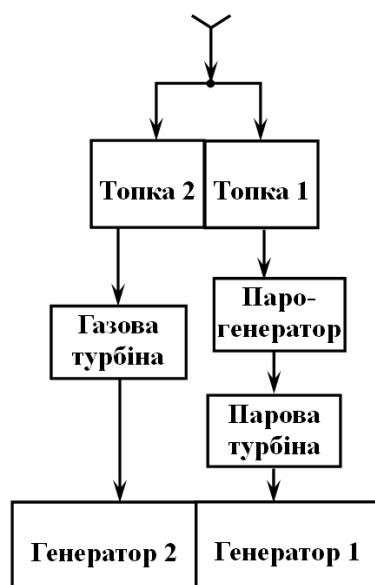 Топка 2
Топка 1
Газова
турбіна
Паро-
генератор
Парова
турбіна
Генератор 2
Генератор 1